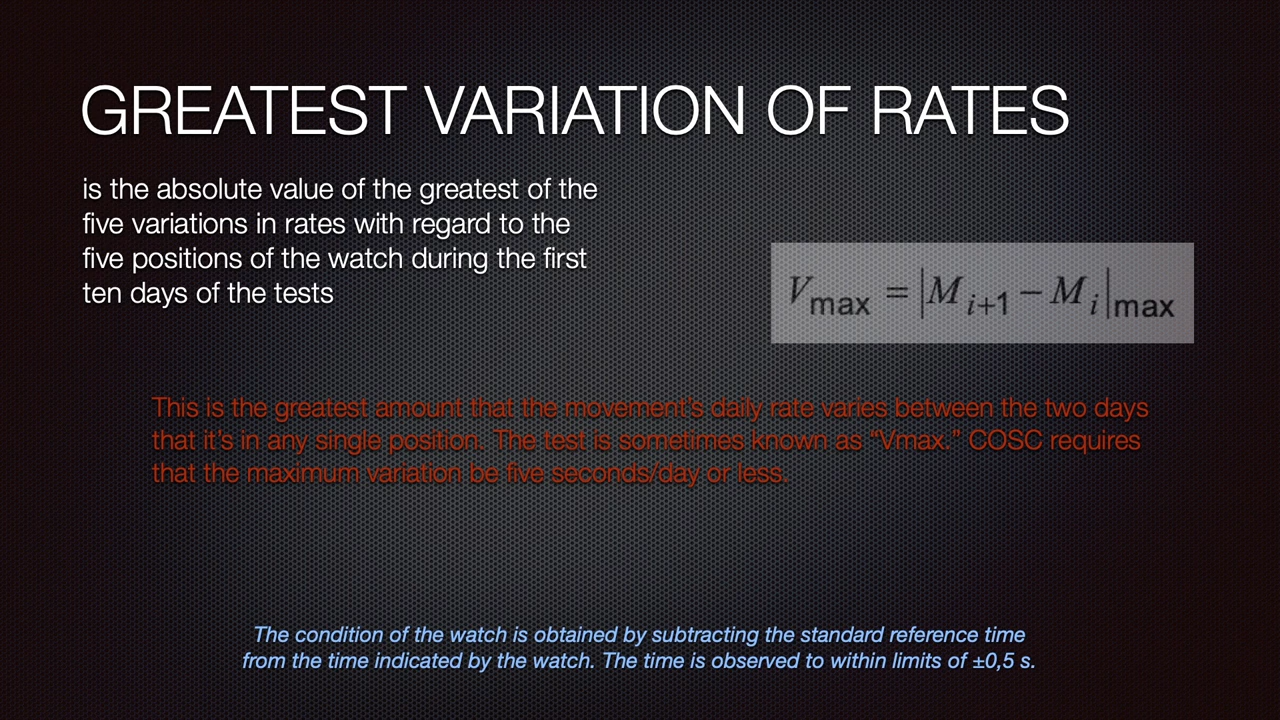 GREATEST VARIATION OF RATES
is the absolute value of the greatest of the
five variations in rates with regard to the
five positions of the watch during the first
ten days of the tests
Vmax = |Mi+1 − Mi|max
This is the greatest amount that the movement's daily rate varies between the two days
that it's in any single position. The test is sometimes known as “Vmax.” COSC requires
that the maximum variation be five seconds/day or less.
The condition of the watch is obtained by subtracting the standard reference time
from the time indicated by the watch. The time is observed to within limits of ±0,5 s.